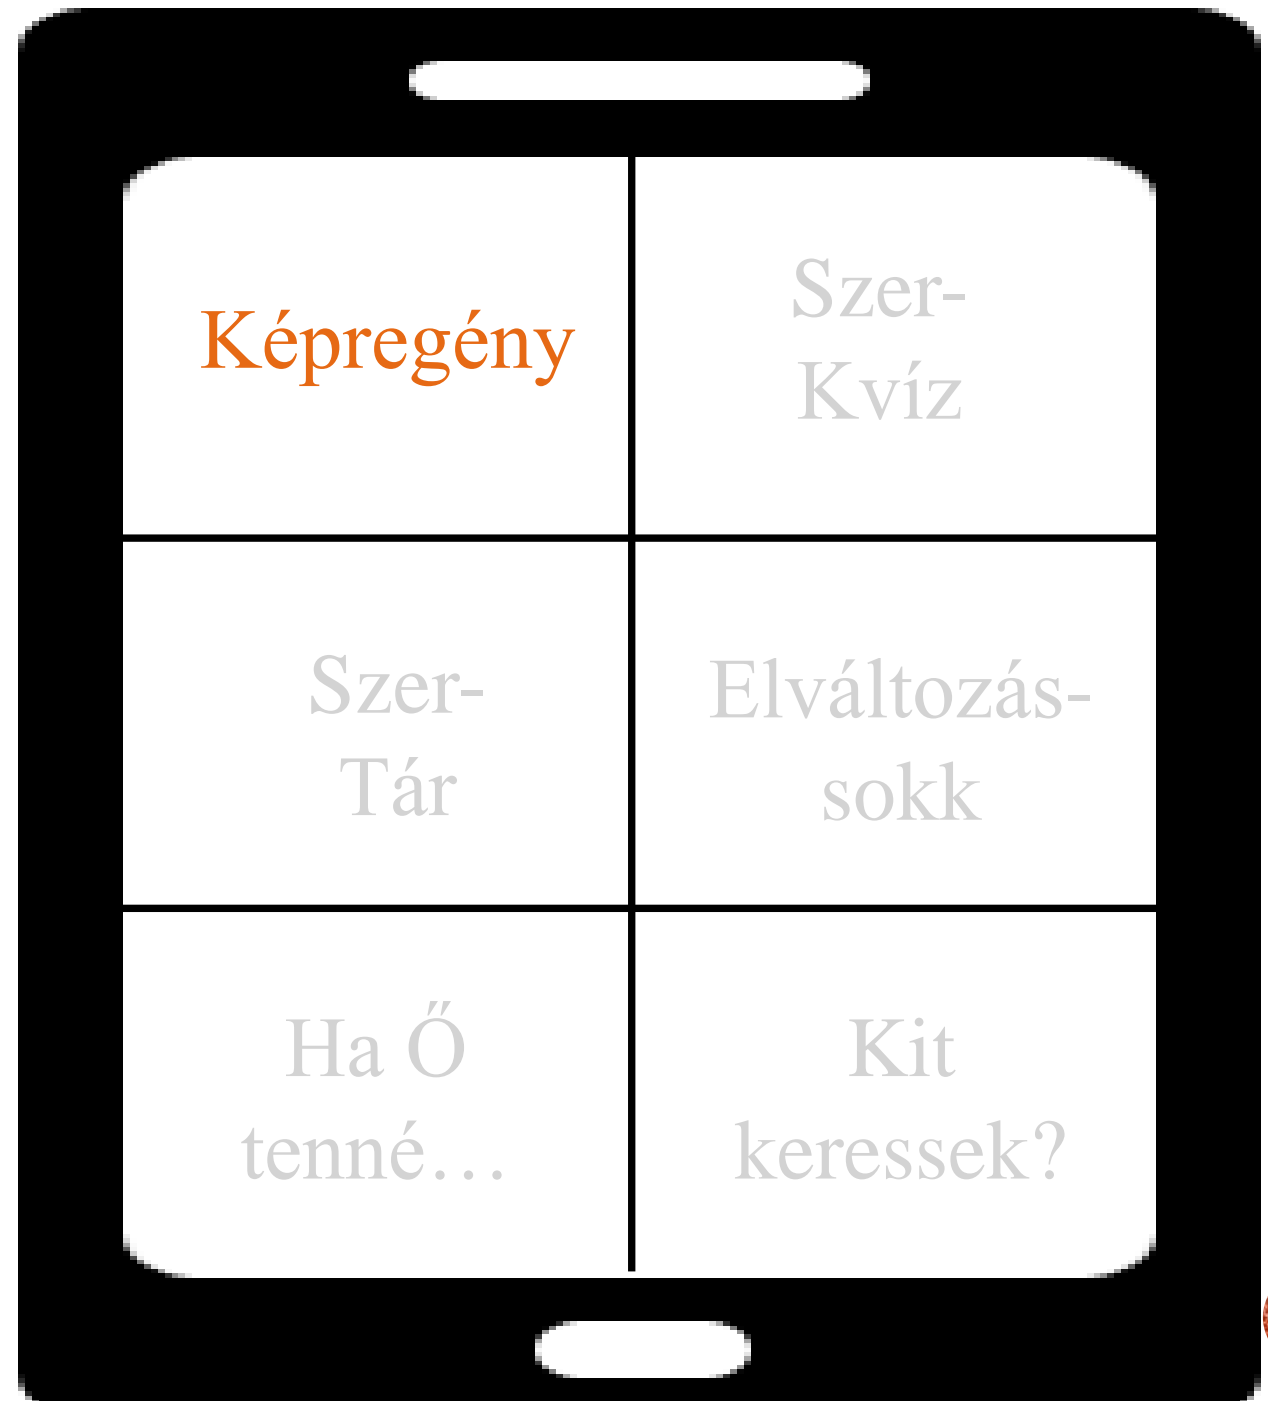 Képregény
Szer-
Kvíz
Szer-
Tár
Elváltozás-
sokk
Ha Ő
tenné…
Kit
keressek?